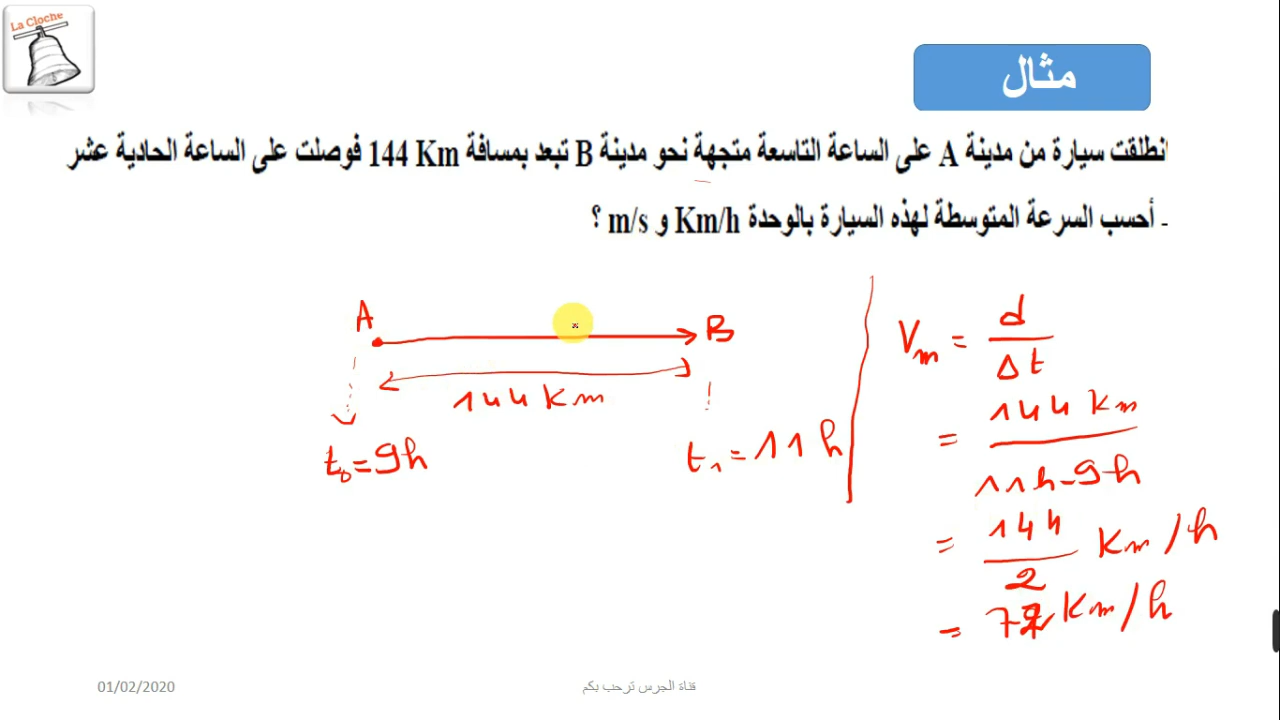 La Cloche
مثال
انطلقت سيارة من مدينة A على الساعة التاسعة متجهة نحو مدينة B تبعد بمسافة 144 Km فوصلت على الساعة الحادية عشر
- أحسب السرعة المتوسطة لهذه السيارة بالوحدة Km/h و m/s ؟
A
B
144 Km
t₀ = 9h
t₁ = 11h
Vm = d / Δt
= 144 Km / 11h - 9h
= 144 / 2 Km/h
= 72 Km/h
01/02/2020
قناة الجرس ترحب بكم